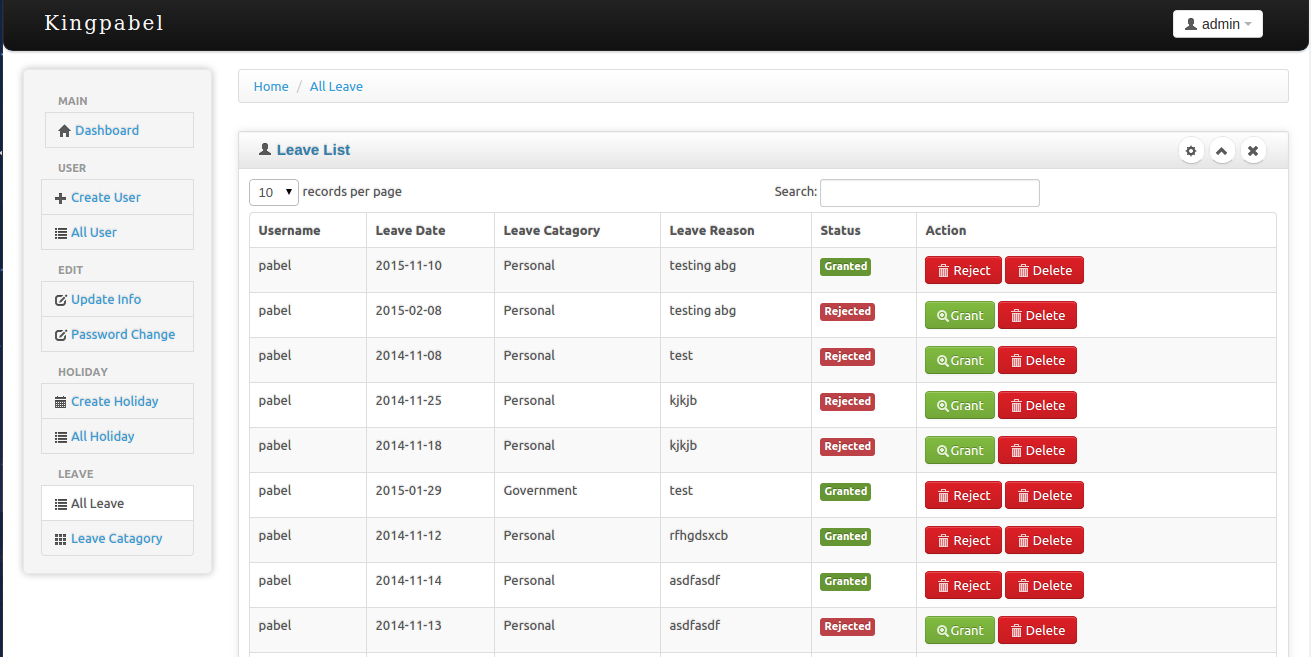 Kingpabel
admin
MAIN
Dashboard
USER
Create User
All User
EDIT
Update Info
Password Change
HOLIDAY
Create Holiday
All Holiday
LEAVE
All Leave
Leave Catagory
Home / All Leave
Leave List
10 records per page Search:
Username Leave Date Leave Catagory Leave Reason Status Action
pabel 2015-11-10 Personal testing abg Granted Reject Delete
pabel 2015-02-08 Personal testing abg Rejected Grant Delete
pabel 2014-11-08 Personal test Rejected Grant Delete
pabel 2014-11-25 Personal kjkjb Rejected Grant Delete
pabel 2014-11-18 Personal kjkjb Rejected Grant Delete
pabel 2015-01-29 Government test Granted Reject Delete
pabel 2014-11-12 Personal rfhgdsxcb Granted Reject Delete
pabel 2014-11-14 Personal asdfasdf Granted Reject Delete
pabel 2014-11-13 Personal asdfasdf Rejected Grant Delete